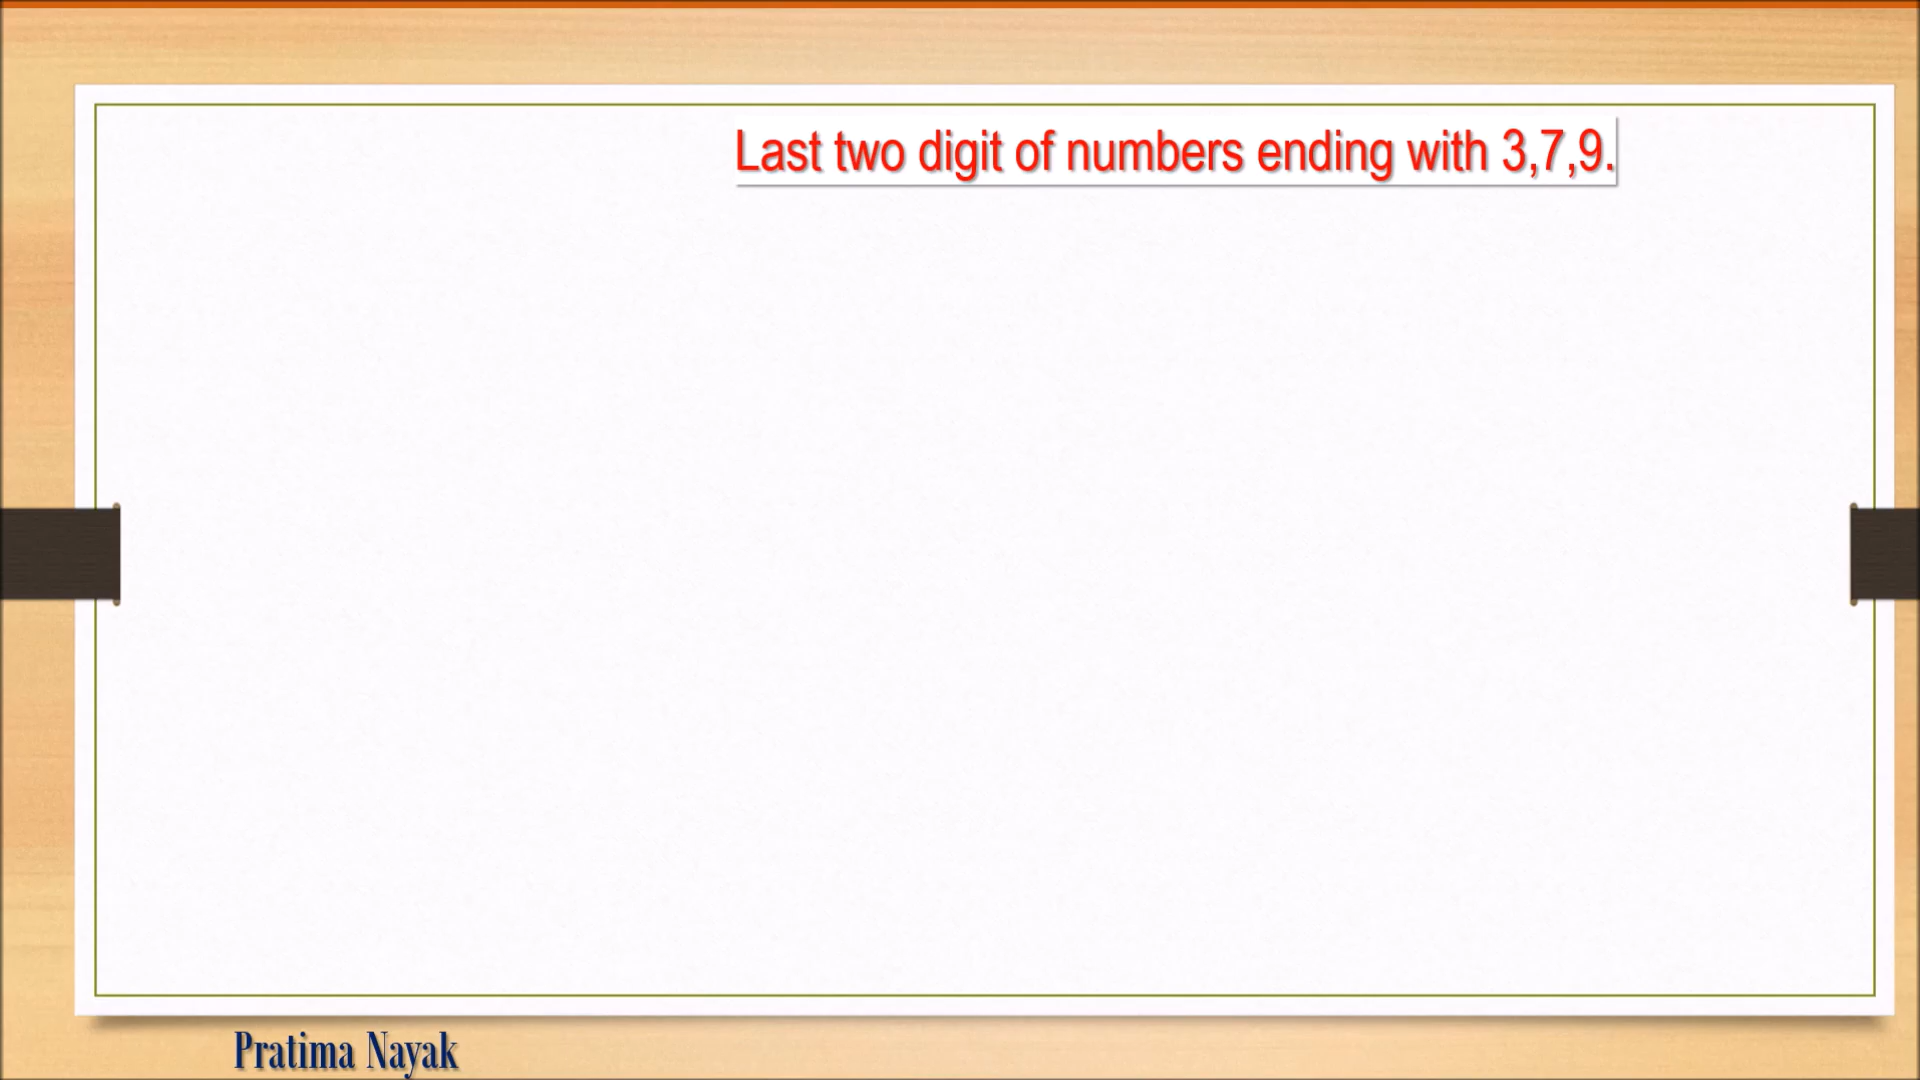 Last two digit of numbers ending with 3,7,9.
Pratima Nayak